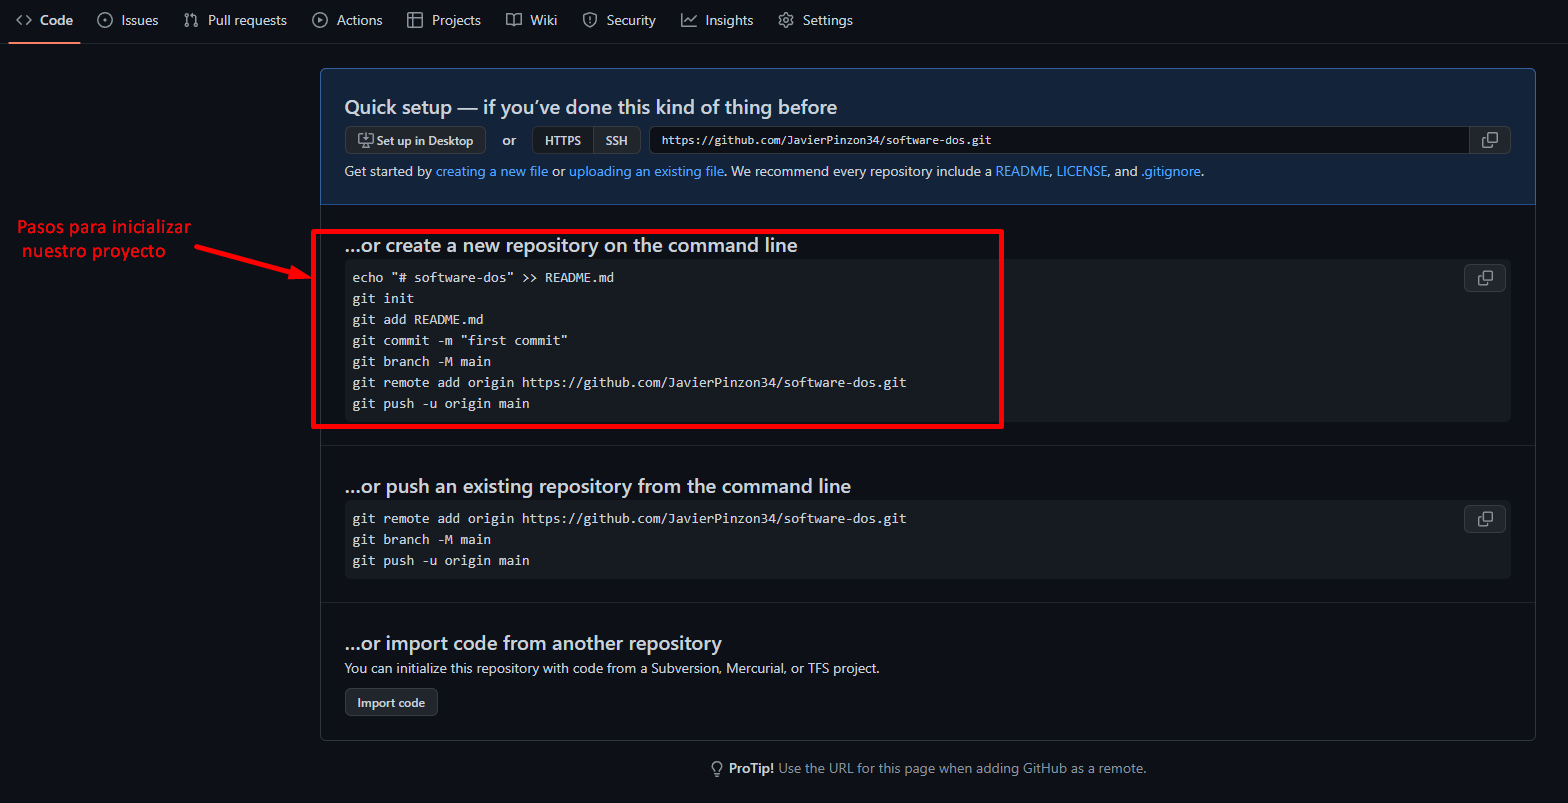 Code Issues Pull requests Actions Projects Wiki Security Insights Settings
Quick setup — if you’ve done this kind of thing before
Set up in Desktop or HTTPS SSH https://github.com/JavierPinzon34/software-dos.git
Get started by creating a new file or uploading an existing file. We recommend every repository include a README, LICENSE, and .gitignore.
Pasos para inicializar
nuestro proyecto
…or create a new repository on the command line
echo "# software-dos" >> README.md
git init
git add README.md
git commit -m "first commit"
git branch -M main
git remote add origin https://github.com/JavierPinzon34/software-dos.git
git push -u origin main
…or push an existing repository from the command line
git remote add origin https://github.com/JavierPinzon34/software-dos.git
git branch -M main
git push -u origin main
…or import code from another repository
You can initialize this repository with code from a Subversion, Mercurial, or TFS project.
Import code
ProTip! Use the URL for this page when adding GitHub as a remote.